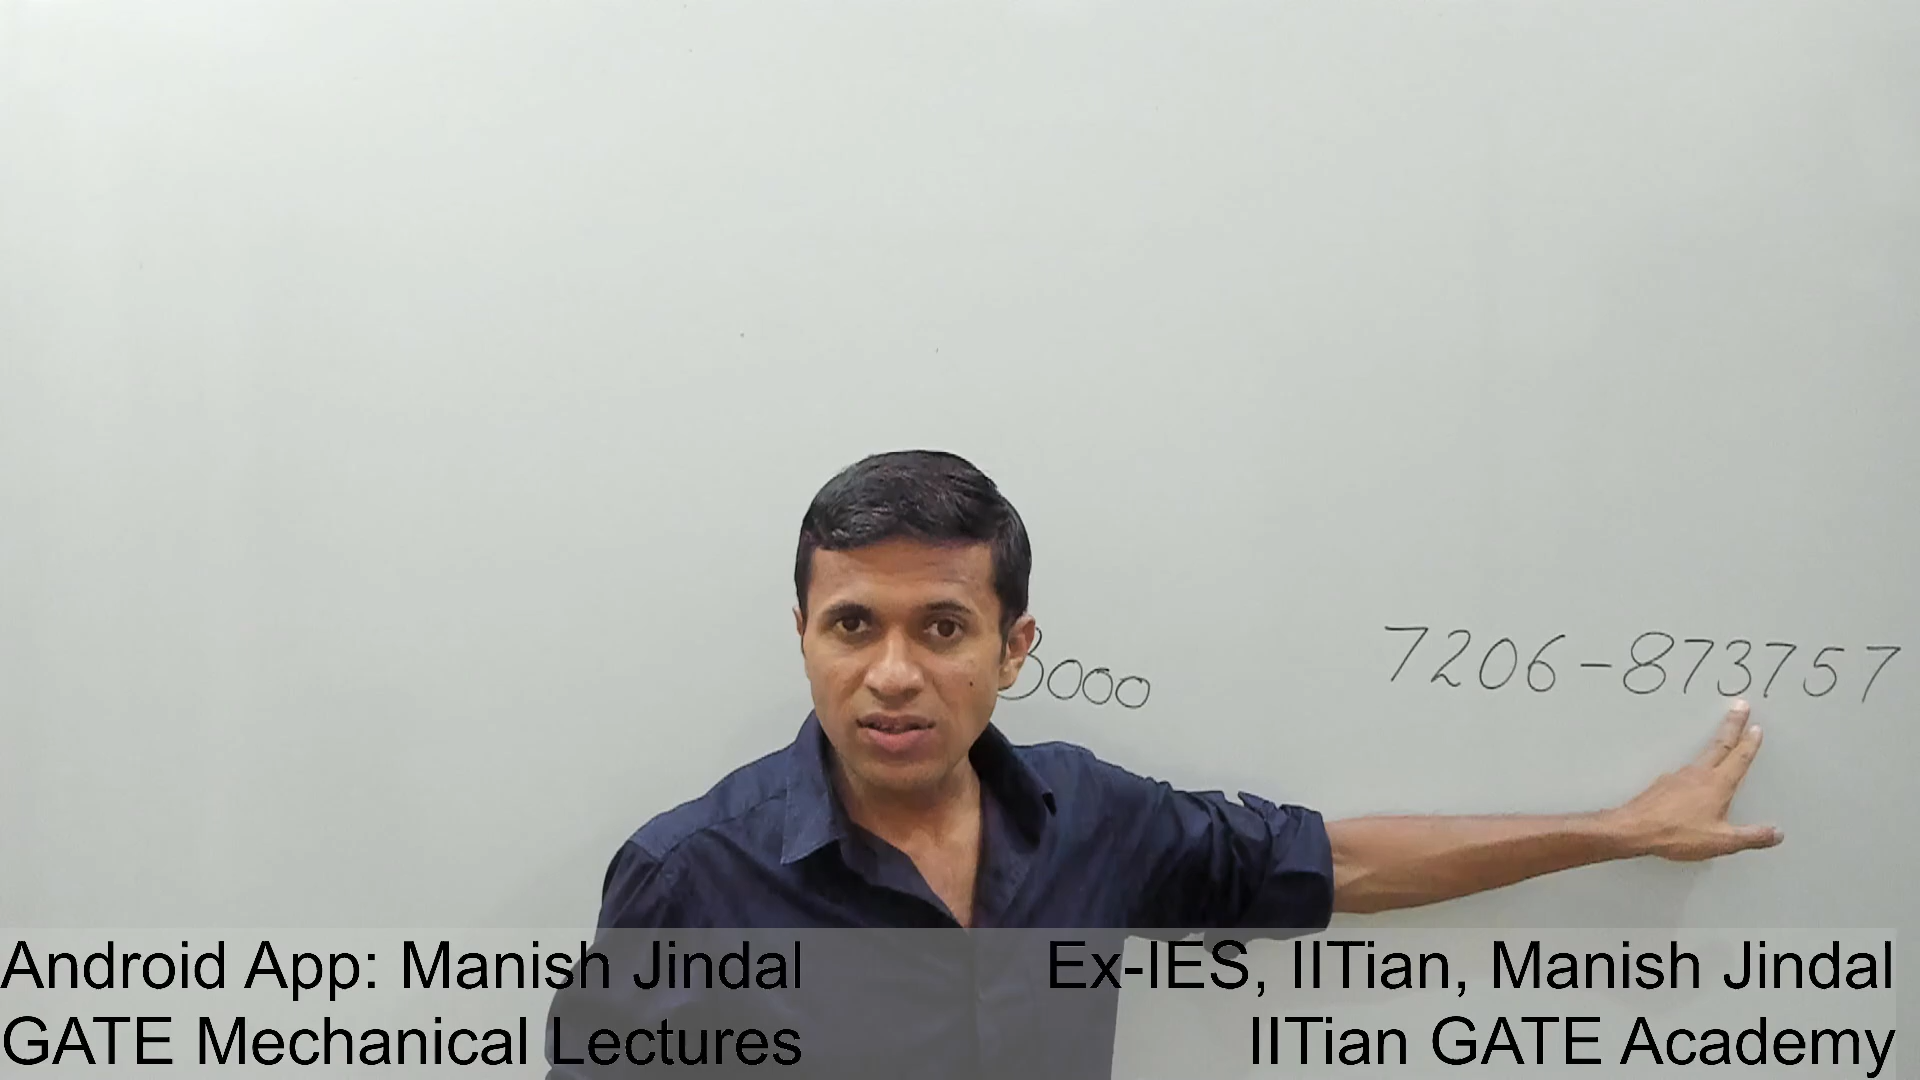 3000
7206-873757
Android App: Manish Jindal
GATE Mechanical Lectures
Ex-IES, IITian, Manish Jindal
IITian GATE Academy